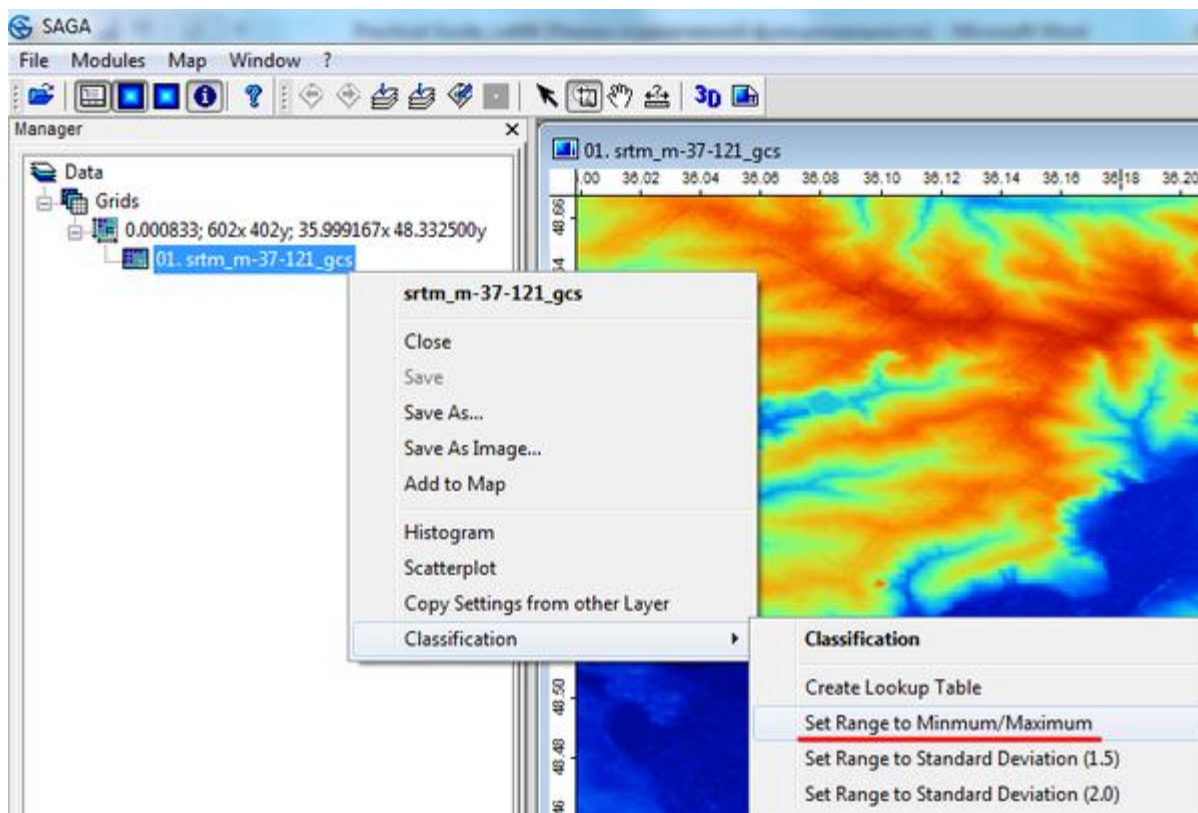 SAGA
File Modules Map Window ?
3D
Manager
Data
Grids
0.000833; 602x 402y; 35.999167x 48.332500y
01. srtm_m-37-121_gcs
01. srtm_m-37-121_gcs
36.02 36.04 36.06 36.08 36.10 36.12 36.14 36.16 36.18 36.20
48.66
srtm_m-37-121_gcs
Close
Save
Save As...
Save As Image...
Add to Map
Histogram
Scatterplot
Copy Settings from other Layer
Classification
Classification
Create Lookup Table
Set Range to Minmum/Maximum
Set Range to Standard Deviation (1.5)
Set Range to Standard Deviation (2.0)
48.50
48.48